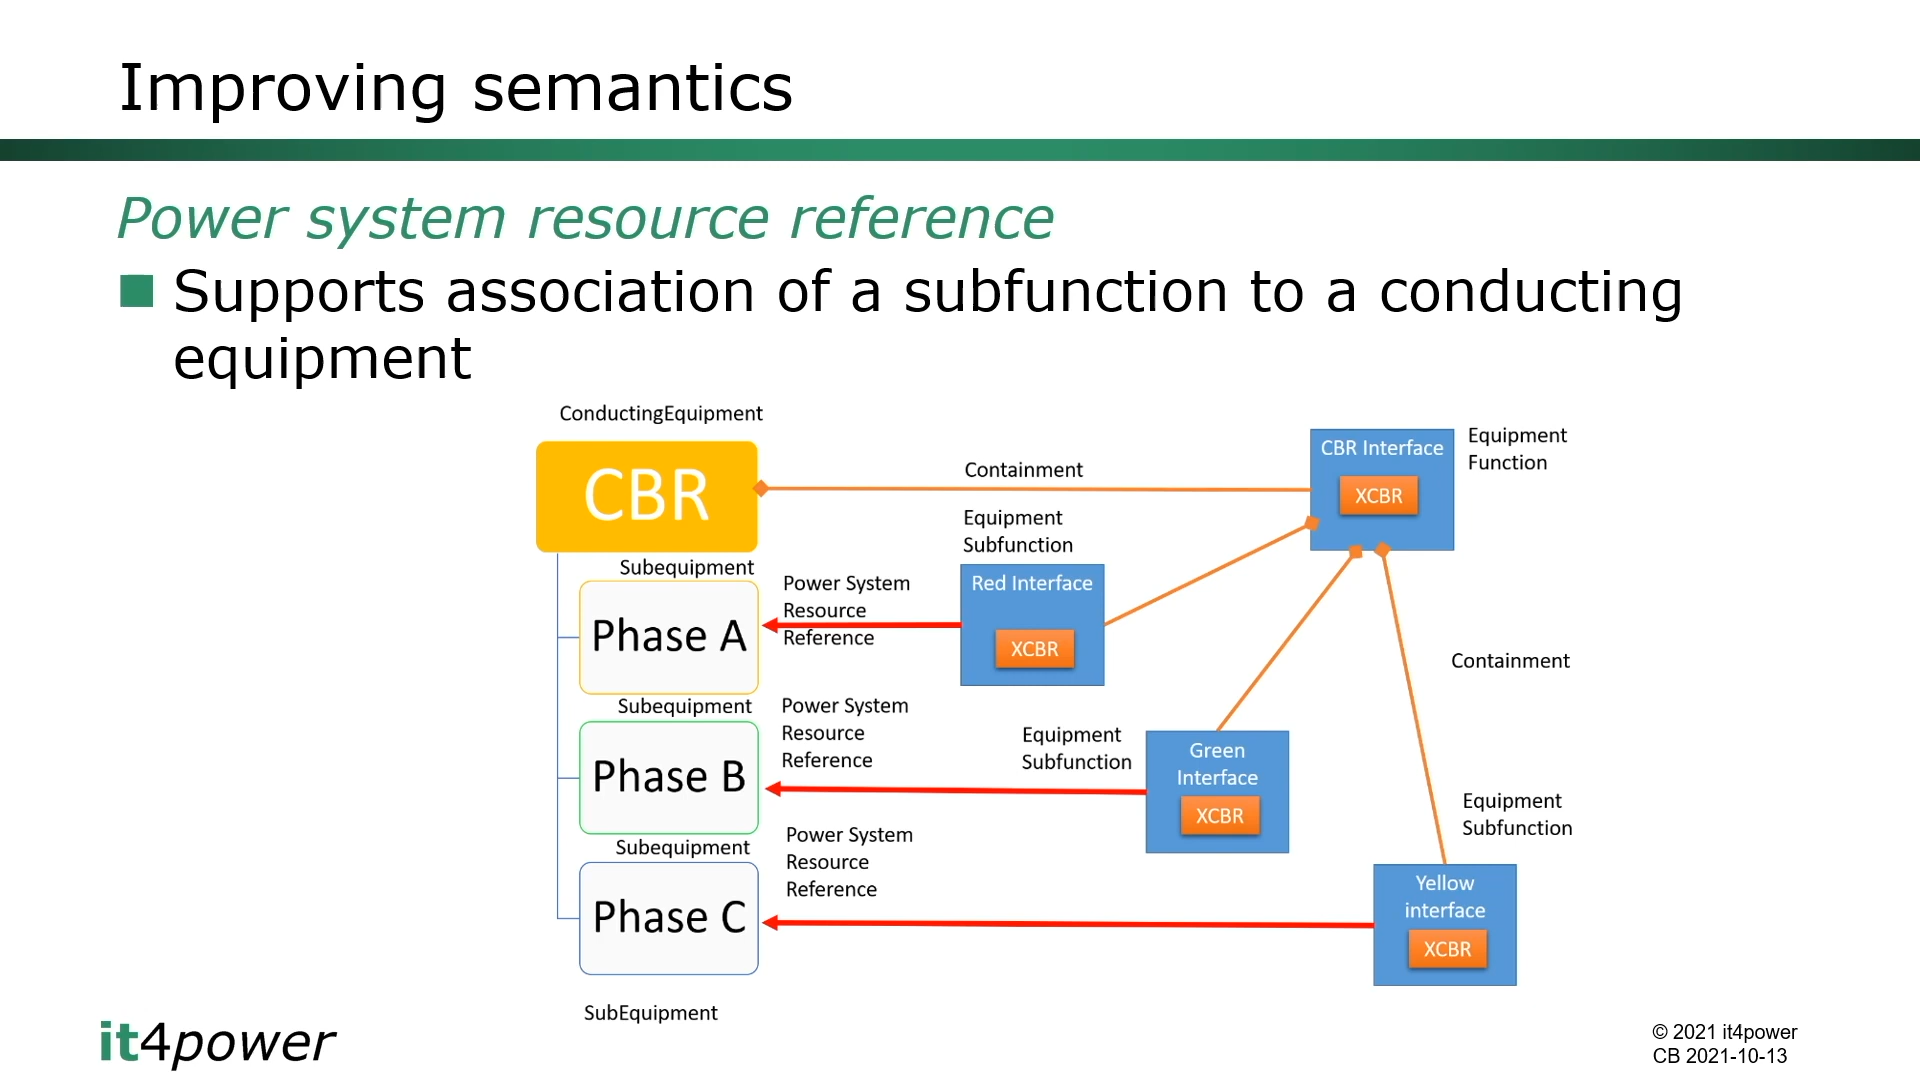 Improving semantics
Power system resource reference
Supports association of a subfunction to a conducting
equipment
ConductingEquipment
CBR
Containment
CBR Interface
XCBR
Equipment
Function
Equipment
Subfunction
Subequipment
Phase A
Power System
Resource
Reference
Red Interface
XCBR
Containment
Subequipment
Phase B
Power System
Resource
Reference
Equipment
Subfunction
Green
Interface
XCBR
Equipment
Subfunction
Subequipment
Phase C
Power System
Resource
Reference
Yellow
interface
XCBR
SubEquipment
it4power
© 2021 it4power
CB 2021-10-13